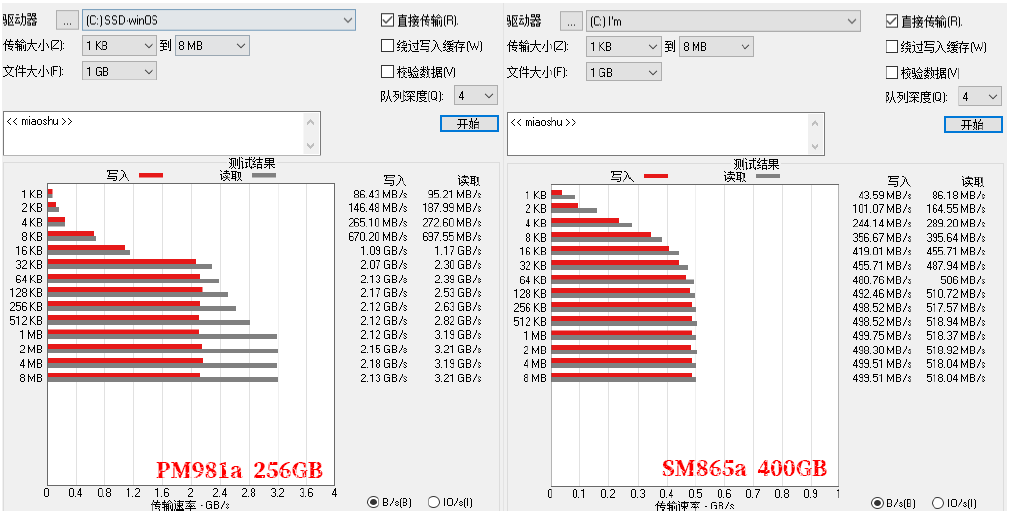 驱动器 ... (C:) SSD-winOS
直接传输(R).
传输大小(Z): 1 KB 到 8 MB
绕过写入缓存(W)
文件大小(F): 1 GB
校验数据(V)
队列深度(Q): 4
<< miaoshu >>
开始
测试结果
写入 读取 写入 读取
1 KB 86.43 MB/s 95.21 MB/s
2 KB 146.48 MB/s 187.99 MB/s
4 KB 265.10 MB/s 272.60 MB/s
8 KB 670.20 MB/s 697.55 MB/s
16 KB 1.09 GB/s 1.17 GB/s
32 KB 2.07 GB/s 2.30 GB/s
64 KB 2.13 GB/s 2.39 GB/s
128 KB 2.17 GB/s 2.53 GB/s
256 KB 2.12 GB/s 2.63 GB/s
512 KB 2.12 GB/s 2.82 GB/s
1 MB 2.12 GB/s 3.19 GB/s
2 MB 2.15 GB/s 3.21 GB/s
4 MB 2.18 GB/s 3.19 GB/s
8 MB 2.13 GB/s 3.21 GB/s
PM981a 256GB
0 0.4 0.8 1.2 1.6 2 2.4 2.8 3.2 3.6 4
传输速率 - GB/s
B/s(B) IO/s(I)
驱动器 ... (C:) I'm
直接传输(R).
传输大小(Z): 1 KB 到 8 MB
绕过写入缓存(W)
文件大小(F): 1 GB
校验数据(V)
队列深度(Q): 4
<< miaoshu >>
开始
测试结果
写入 读取 写入 读取
1 KB 43.59 MB/s 86.18 MB/s
2 KB 101.07 MB/s 164.55 MB/s
4 KB 244.14 MB/s 289.20 MB/s
8 KB 356.67 MB/s 395.64 MB/s
16 KB 419.01 MB/s 455.71 MB/s
32 KB 455.71 MB/s 487.94 MB/s
64 KB 480.76 MB/s 506 MB/s
128 KB 492.46 MB/s 510.72 MB/s
256 KB 498.52 MB/s 517.57 MB/s
512 KB 498.52 MB/s 518.94 MB/s
1 MB 499.75 MB/s 518.37 MB/s
2 MB 498.30 MB/s 518.92 MB/s
4 MB 499.51 MB/s 518.04 MB/s
8 MB 499.51 MB/s 518.04 MB/s
SM865a 400GB
0 0.1 0.2 0.3 0.4 0.5 0.6 0.7 0.8 0.9 1
传输速率 - GB/s
B/s(B) IO/s(I)